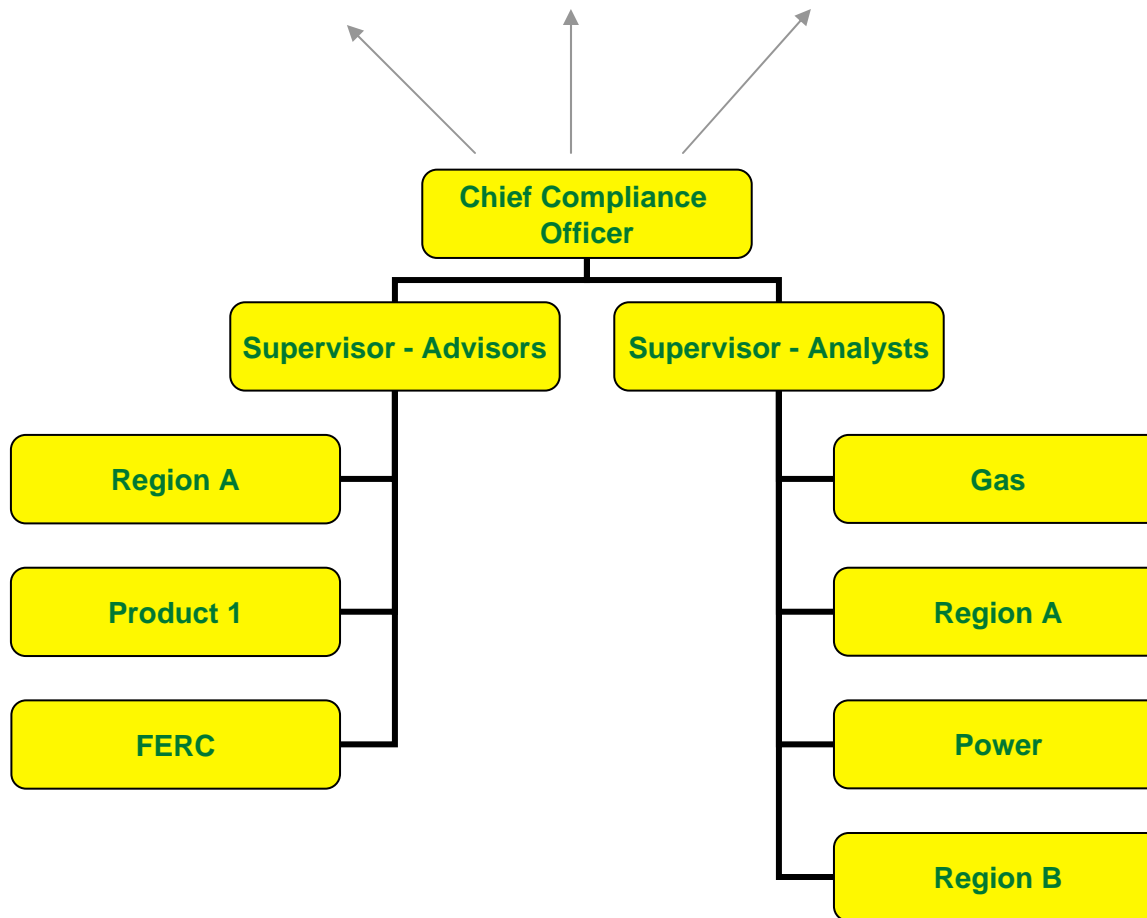 Chief Compliance
Officer
Supervisor - Advisors
Supervisor - Analysts
Region A
Gas
Product 1
Region A
FERC
Power
Region B